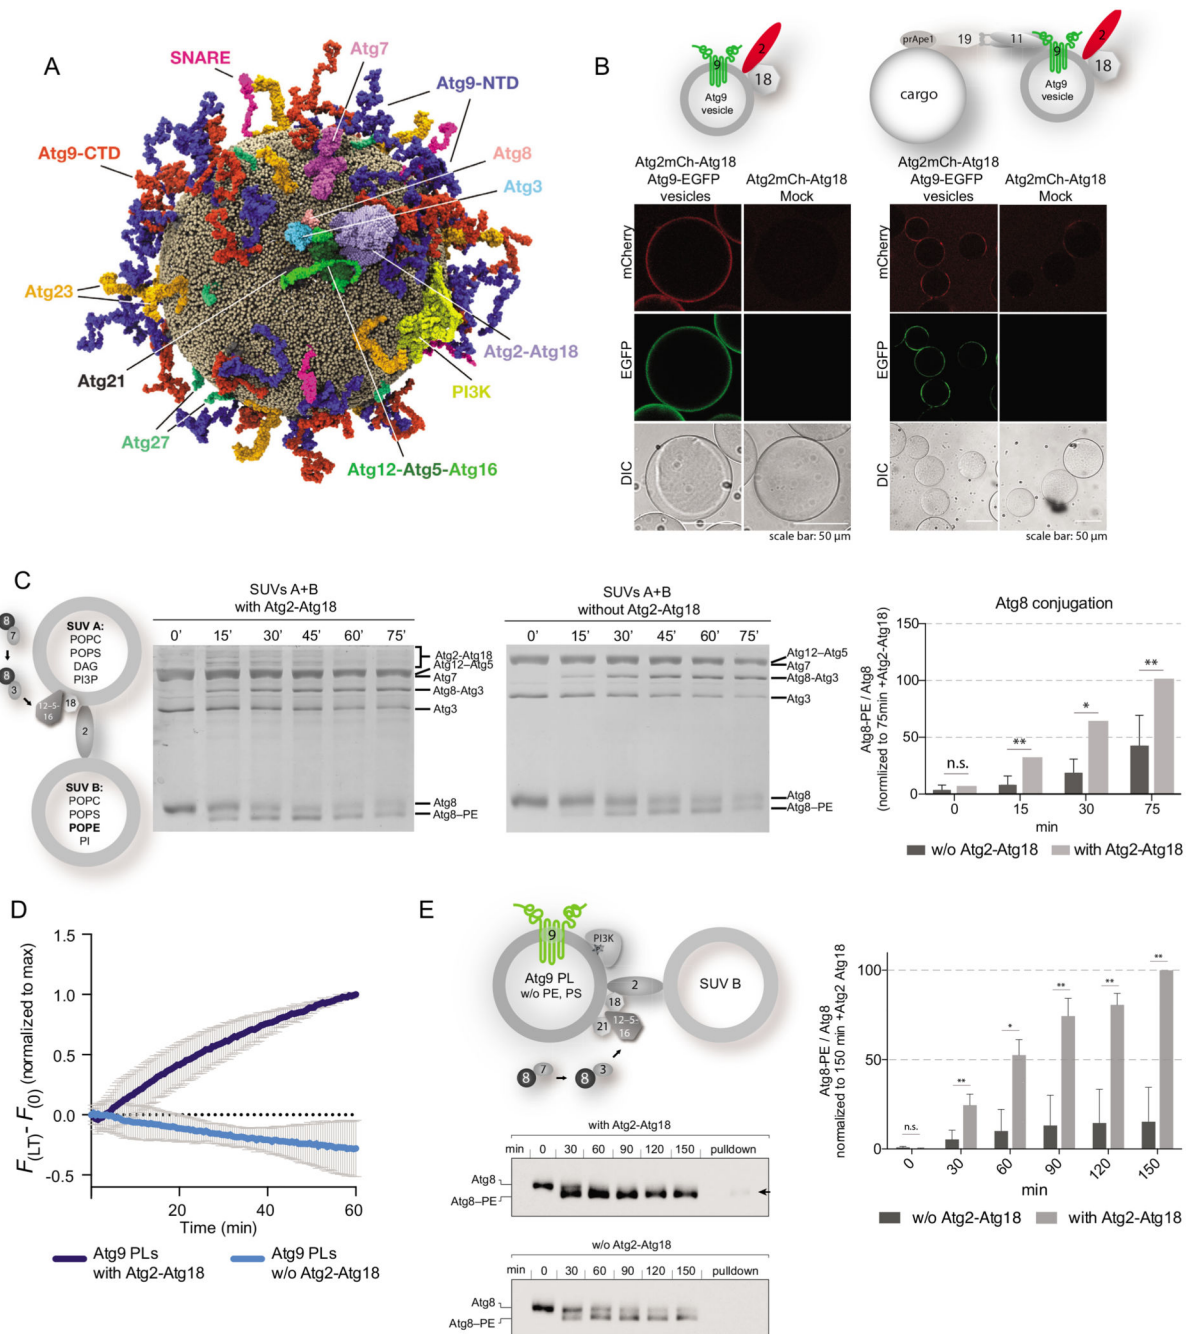 A
SNARE
Atg7
Atg9-NTD
Atg9-CTD
Atg8
Atg3
Atg23
Atg2-Atg18
Atg21
PI3K
Atg27
Atg12-Atg5-Atg16
B
9
2
18
Atg9
vesicle
prApe1
19
11
9
2
18
cargo
Atg9
vesicle
Atg2mCh-Atg18
Atg9-EGFP
vesicles
Atg2mCh-Atg18
Mock
Atg2mCh-Atg18
Atg9-EGFP
vesicles
Atg2mCh-Atg18
Mock
mCherry
EGFP
DIC
mCherry
EGFP
DIC
scale bar: 50 µm
scale bar: 50 µm
C
8
7
8
3
12–5-
16
18
2
SUV A:
POPC
POPS
DAG
PI3P
SUV B:
POPC
POPS
POPE
PI
SUVs A+B
with Atg2-Atg18
0' 15' 30' 45' 60' 75'
Atg2-Atg18
Atg12–Atg5
Atg7
Atg8-Atg3
Atg3
Atg8
Atg8–PE
SUVs A+B
without Atg2-Atg18
0' 15' 30' 45' 60' 75'
Atg12–Atg5
Atg7
Atg8-Atg3
Atg3
Atg8
Atg8–PE
Atg8 conjugation
Atg8-PE / Atg8
(normlized to 75min +Atg2-Atg18)
150
100
50
0
n.s.
**
*
**
0 15 30 75
min
w/o Atg2-Atg18 with Atg2-Atg18
D
F(LT)- F(0) (normalized to max)
1.5
1.0
0.5
0.0
-0.5
20 40 60
Time (min)
Atg9 PLs
with Atg2-Atg18
Atg9 PLs
w/o Atg2-Atg18
E
9
PI3K
Atg9 PL
w/o PE, PS
2
18
21
12–5-
16
SUV B
8
7
8
3
with Atg2-Atg18
min 0 30 60 90 120 150 pulldown
Atg8
Atg8–PE
w/o Atg2-Atg18
min 0 30 60 90 120 150 pulldown
Atg8
Atg8–PE
Atg8-PE / Atg8
normalized to 150 min +Atg2 Atg18
100
50
0
n.s.
**
*
**
**
**
0 30 60 90 120 150
min
w/o Atg2-Atg18 with Atg2-Atg18